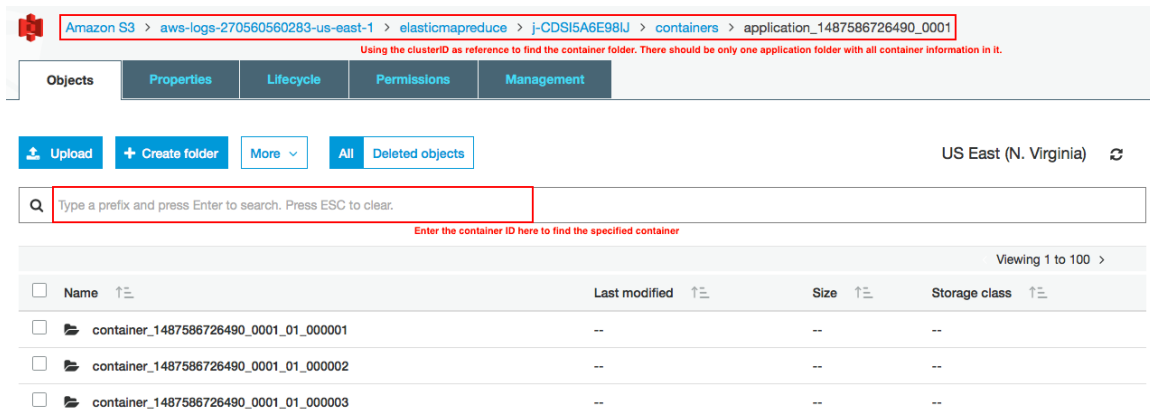 Amazon S3 > aws-logs-270560560283-us-east-1 > elasticmapreduce > j-CDSI5A6E98IJ > containers > application_1487586726490_0001
Using the clusterID as reference to find the container folder. There should be only one application folder with all container information in it.
Objects Properties Lifecycle Permissions Management
Upload + Create folder More All Deleted objects US East (N. Virginia)
Type a prefix and press Enter to search. Press ESC to clear.
Enter the container ID here to find the specified container
Viewing 1 to 100 >
Name Last modified Size Storage class
container_1487586726490_0001_01_000001 -- -- --
container_1487586726490_0001_01_000002 -- -- --
container_1487586726490_0001_01_000003 -- -- --